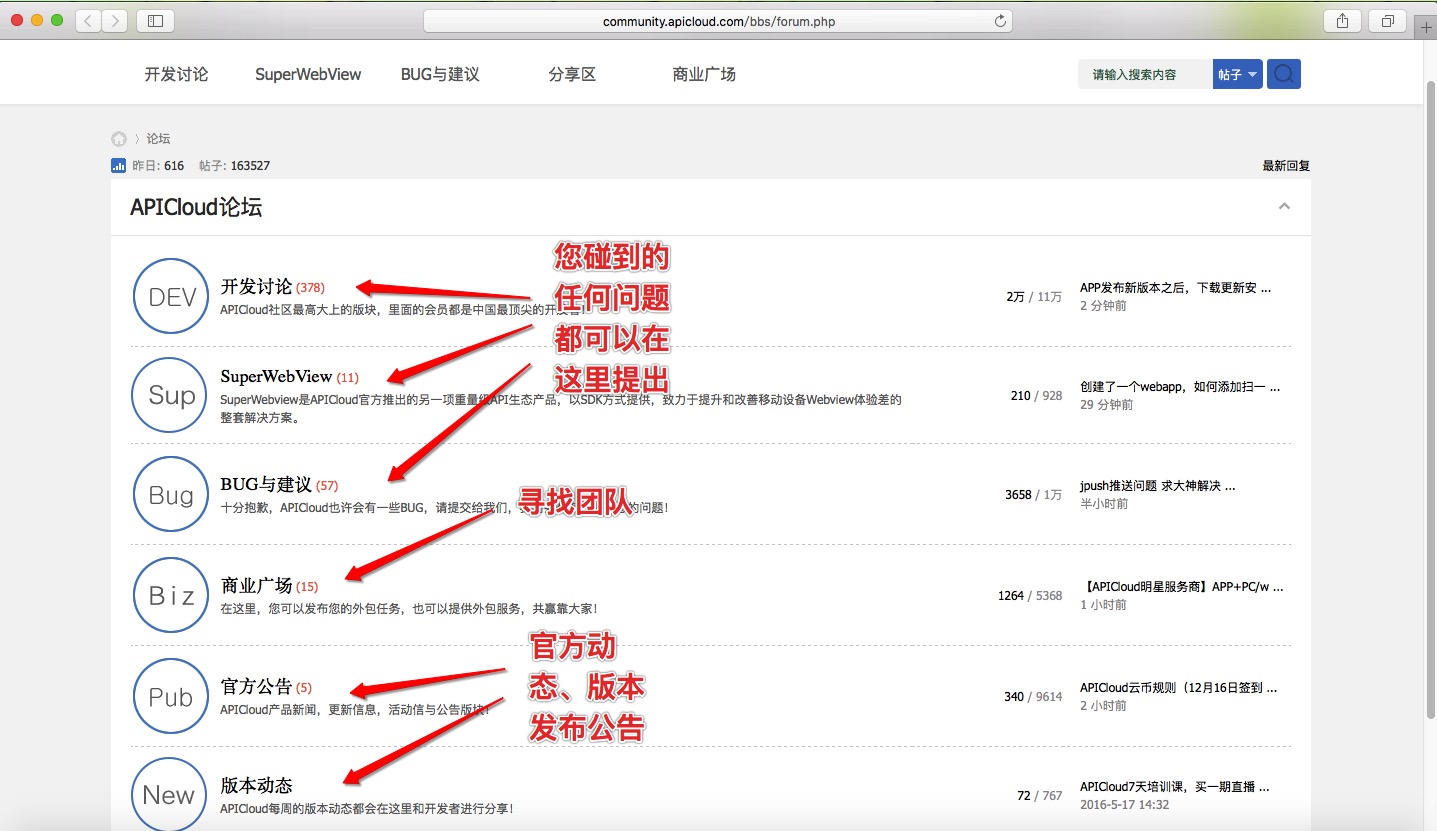 community.apicloud.com/bbs/forum.php
开发讨论 SuperWebView BUG与建议 分享区 商业广场 请输入搜索内容 帖子
〉论坛
昨日: 616 帖子: 163527 最新回复
APICloud论坛
您碰到的
任何问题
都可以在
这里提出
DEV
开发讨论 (378)
APICloud社区最高大上的版块，里面的会员都是中国最顶尖的开
2万 / 11万
APP发布新版本之后，下载更新安 ...
2 分钟前
Sup
SuperWebView (11)
SuperWebview是APICloud官方推出的另一项重量级API生态产品，以SDK方式提供，致力于提升和改善移动设备Webview体验差的
整套解决方案。
210 / 928
创建了一个webapp，如何添加扫一 ...
29 分钟前
寻找团队
Bug
BUG与建议 (57)
十分抱歉，APICloud也许会有一些BUG，请提交给我们，的问题！
3658 / 1万
jpush推送问题 求大神解决 ...
半小时前
Biz
商业广场 (15)
在这里，您可以发布您的外包任务，也可以提供外包服务，共赢靠大家！
1264 / 5368
【APICloud明星服务商】APP+PC/w ...
1 小时前
官方动
态、版本
发布公告
Pub
官方公告 (5)
APICloud产品新闻，更新信息，活动信与公告版块！
340 / 9614
APICloud云币规则（12月16日签到 ...
2 小时前
New
版本动态
APICloud每周的版本动态都会在这里和开发者进行分享！
72 / 767
APICloud7天培训课，买一期直播 ...
2016-5-17 14:32